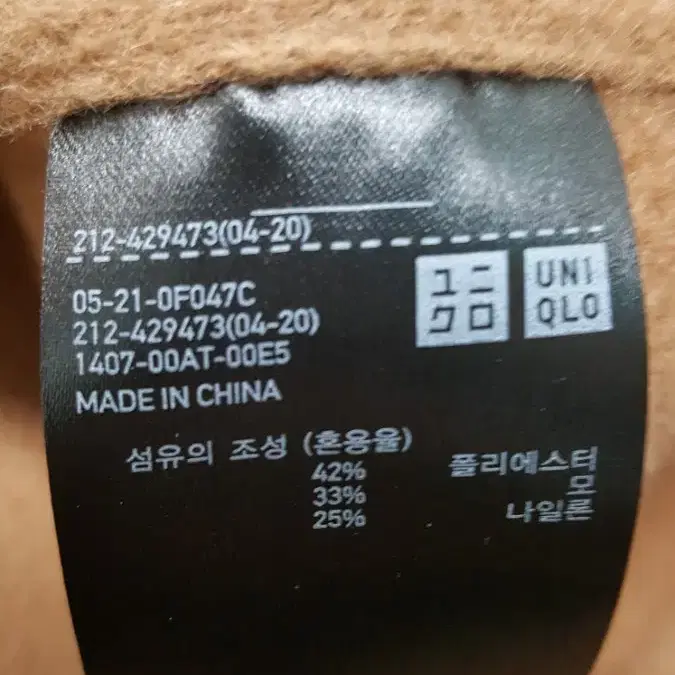 212-429473(04-20)
ユニ
クロ
UNI
QLO
05-21-0F047C
212-429473(04-20)
1407-00AT-00E5
MADE IN CHINA
섬유의 조성 (혼용율)
42% 폴리에스터
33% 모
25% 나일론